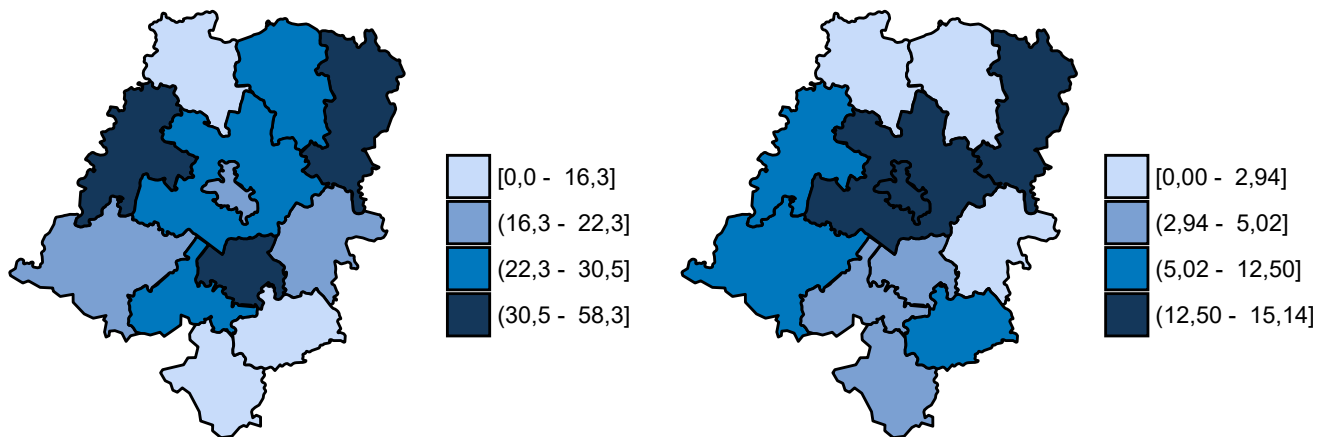 [0,0 - 16,3]
(16,3 - 22,3]
(22,3 - 30,5]
(30,5 - 58,3]
[0,00 - 2,94]
(2,94 - 5,02]
(5,02 - 12,50]
(12,50 - 15,14]